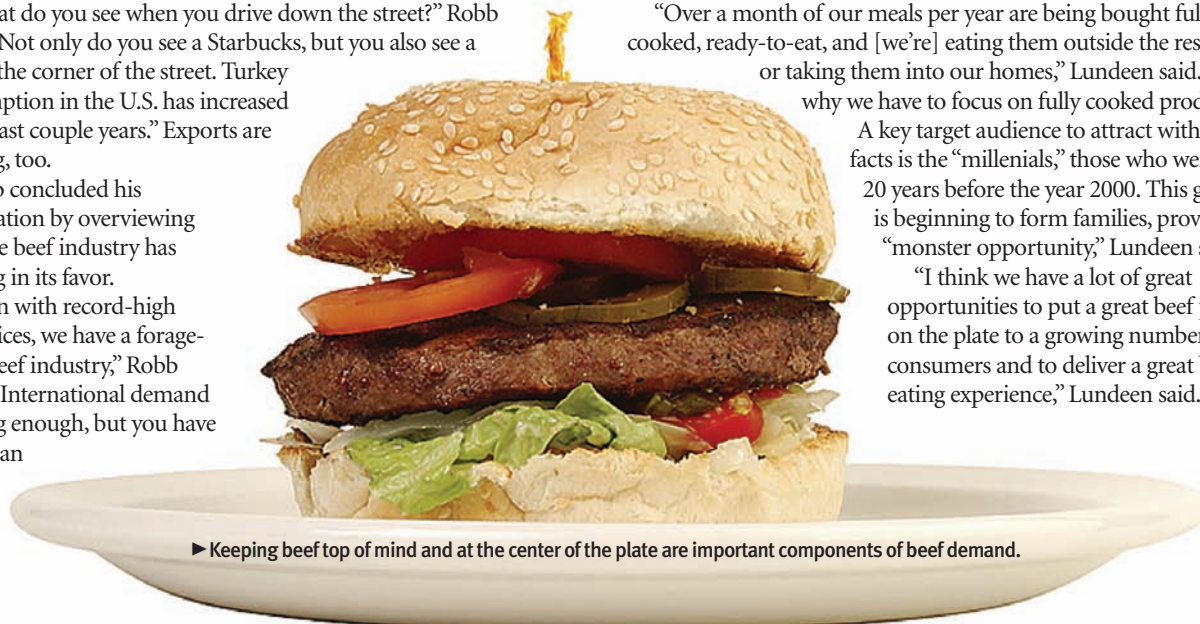 at do you see when you drive down the street?” Robb
Not only do you see a Starbucks, but you also see a
the corner of the street. Turkey
ption in the U.S. has increased
ast couple years.” Exports are
g, too.
concluded his
ation by overviewing
e beef industry has
g in its favor.
n with record-high
ices, we have a forage-
eef industry,” Robb
International demand
g enough, but you have
an
“Over a month of our meals per year are being bought ful
cooked, ready-to-eat, and [we’re] eating them outside the res
or taking them into our homes,” Lundeen said.
why we have to focus on fully cooked prod
A key target audience to attract with
facts is the “millenials,” those who we
20 years before the year 2000. This g
is beginning to form families, prov
“monster opportunity,” Lundeen s
“I think we have a lot of great
opportunities to put a great beef
on the plate to a growing number
consumers and to deliver a great
eating experience,” Lundeen said.
►Keeping beef top of mind and at the center of the plate are important components of beef demand.